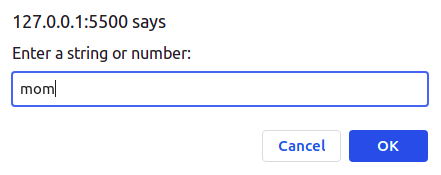 127.0.0.1:5500 says
Enter a string or number:
mom
Cancel OK